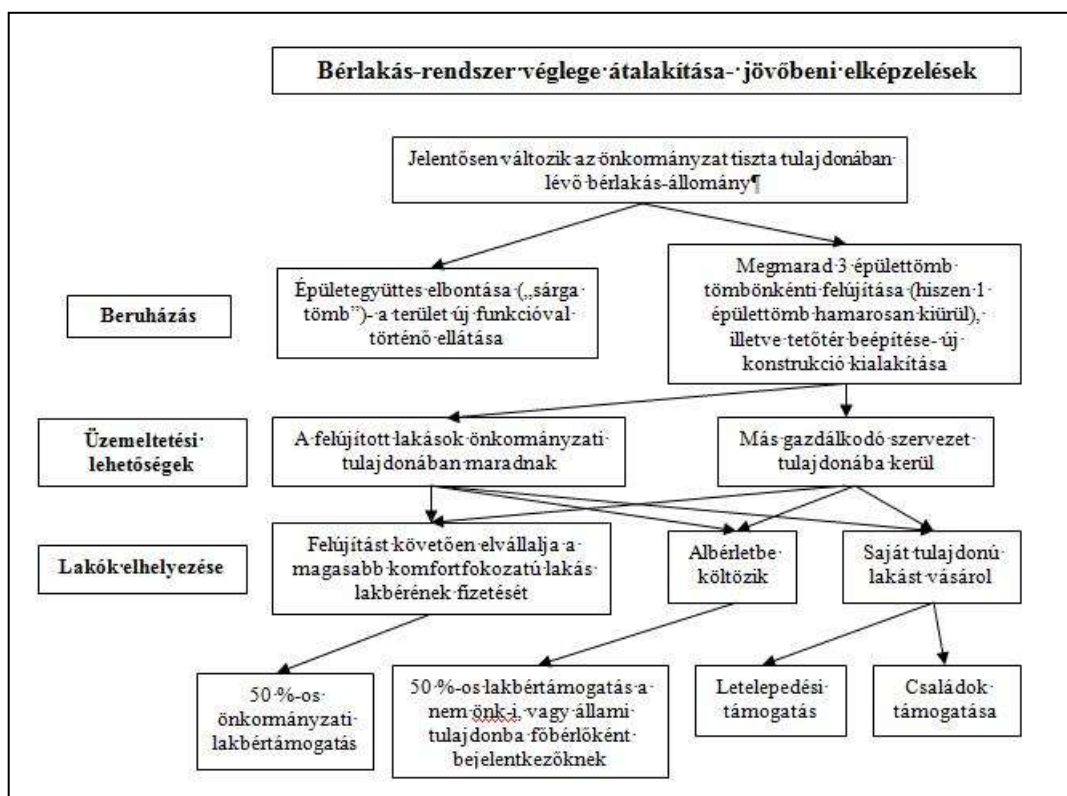 Bérlakás-rendszer véglege átalakítása- jövőbeni elképzelések
Jelentősen változik az önkormányzat tiszta tulajdonában
lévő bérlakás-állomány¶
Beruházás
Épületegyüttes elbontása („sárga
tömb”)- a terület új funkcióval
történő ellátása
Megmarad 3 épülettömb
tömbönkénti felújítása (hiszen 1
épülettömb hamarosan kiürül),
illetve tetőtér beépítése- új
konstrukció kialakítása
Üzemeltetési
lehetőségek
A felújított lakások önkormányzati
tulajdonában maradnak
Más gazdálkodó szervezet
tulajdonába kerül
Lakók elhelyezése
Felújítást követően elvállalja a
magasabb komfortfokozatú lakás
lakbérének fizetését
Albérletbe
költözik
Saját tulajdonú
lakást vásárol
50 %-os
önkormányzati
lakbértámogatás
50 %-os lakbértámogatás a
nem önk-i, vagy állami
tulajdonba főbérlőként
bejelentkezőknek
Letelepedési
támogatás
Családok
támogatása